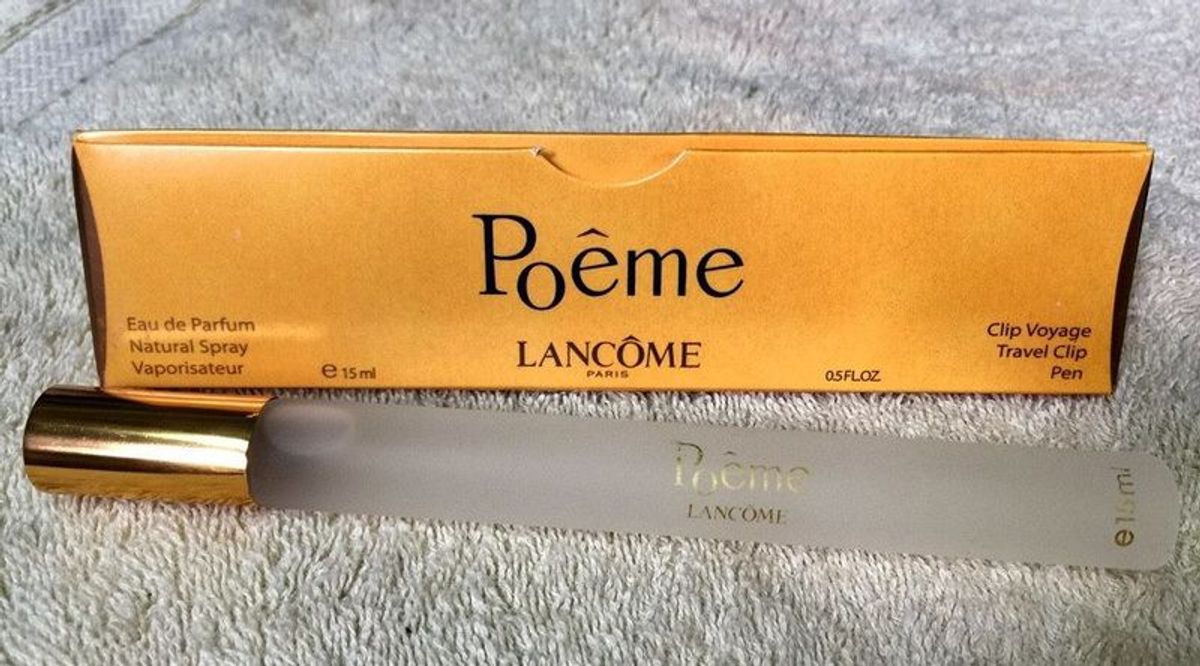 Poême
LANCÔME
PARIS
Eau de Parfum
Natural Spray
Vaporisateur
e 15 ml
0.5 FL.OZ.
Clip Voyage
Travel Clip
Pen
Poême
LANCÔME
e 15 ml